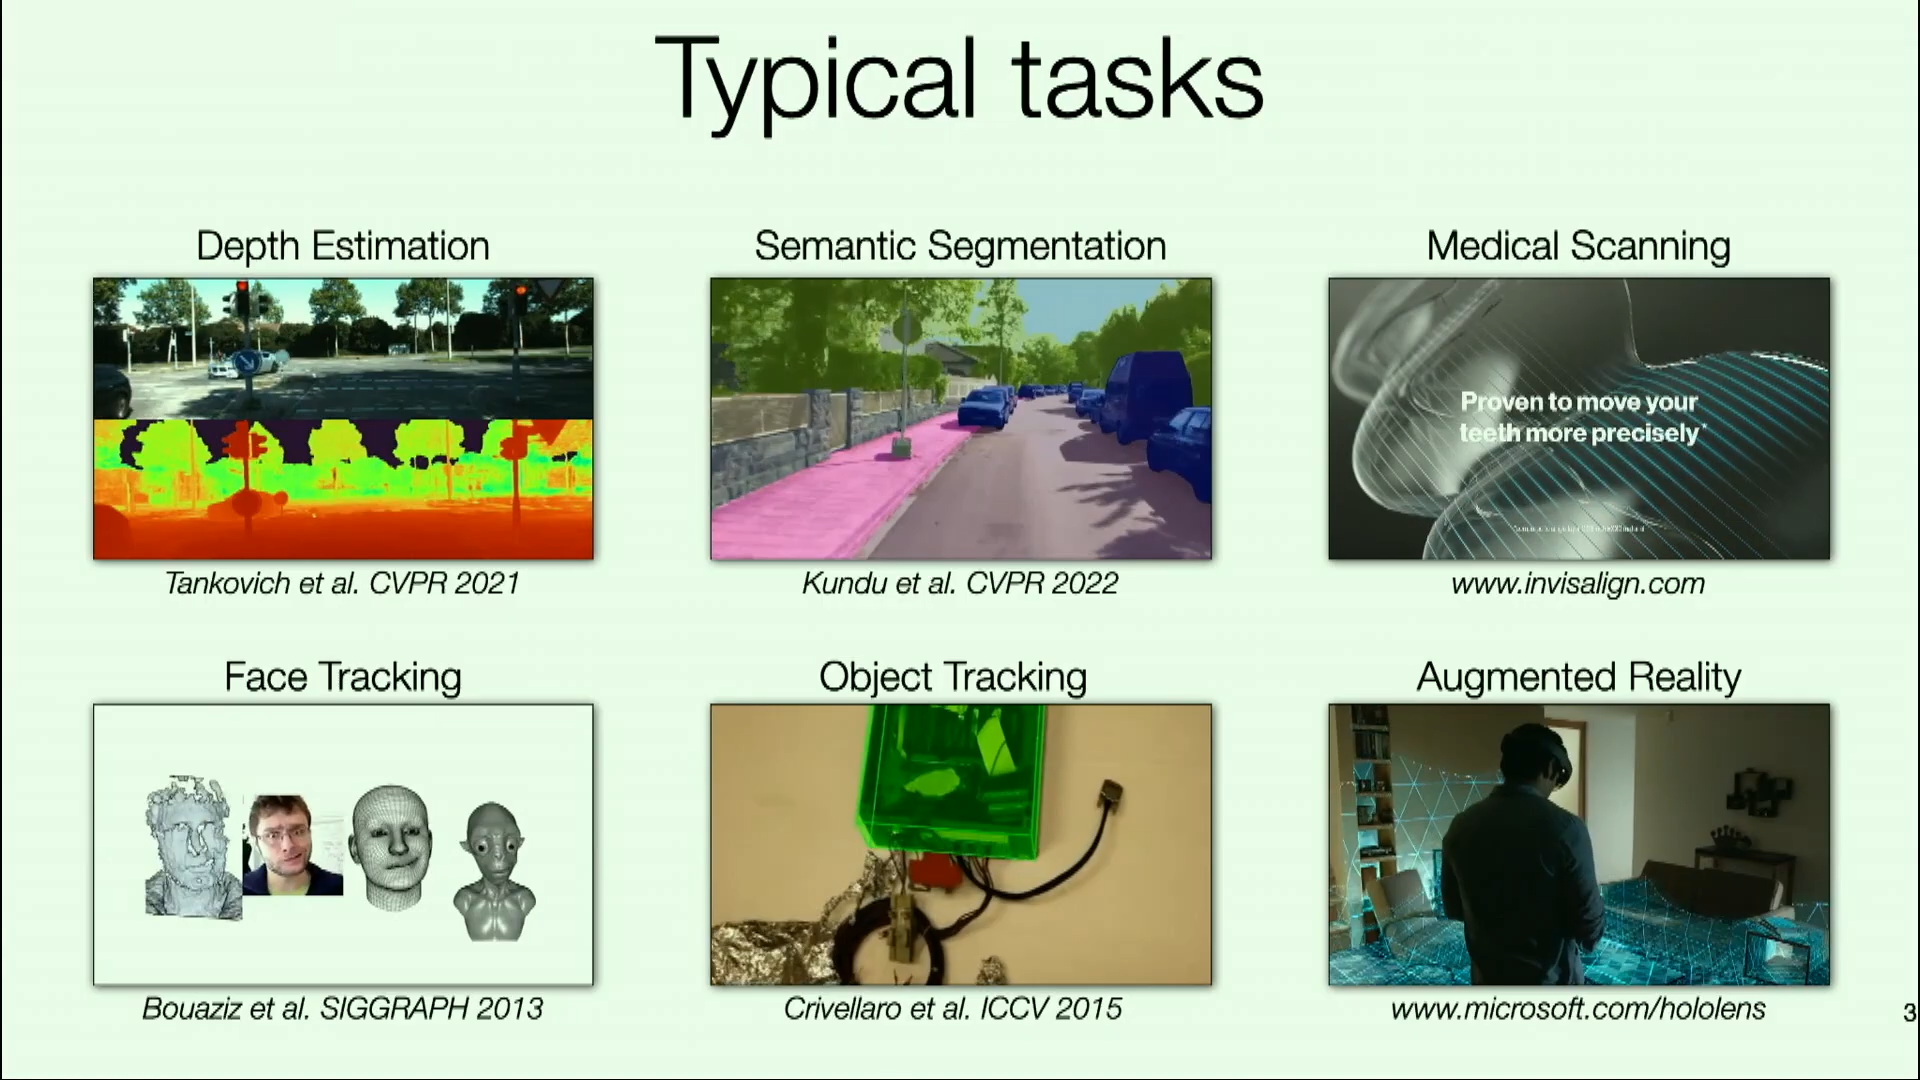 Typical tasks
Depth Estimation
Semantic Segmentation
Medical Scanning
Proven to move your
teeth more precisely*
Tankovich et al. CVPR 2021
Kundu et al. CVPR 2022
www.invisalign.com
Face Tracking
Object Tracking
Augmented Reality
Bouaziz et al. SIGGRAPH 2013
Crivellaro et al. ICCV 2015
www.microsoft.com/hololens
3